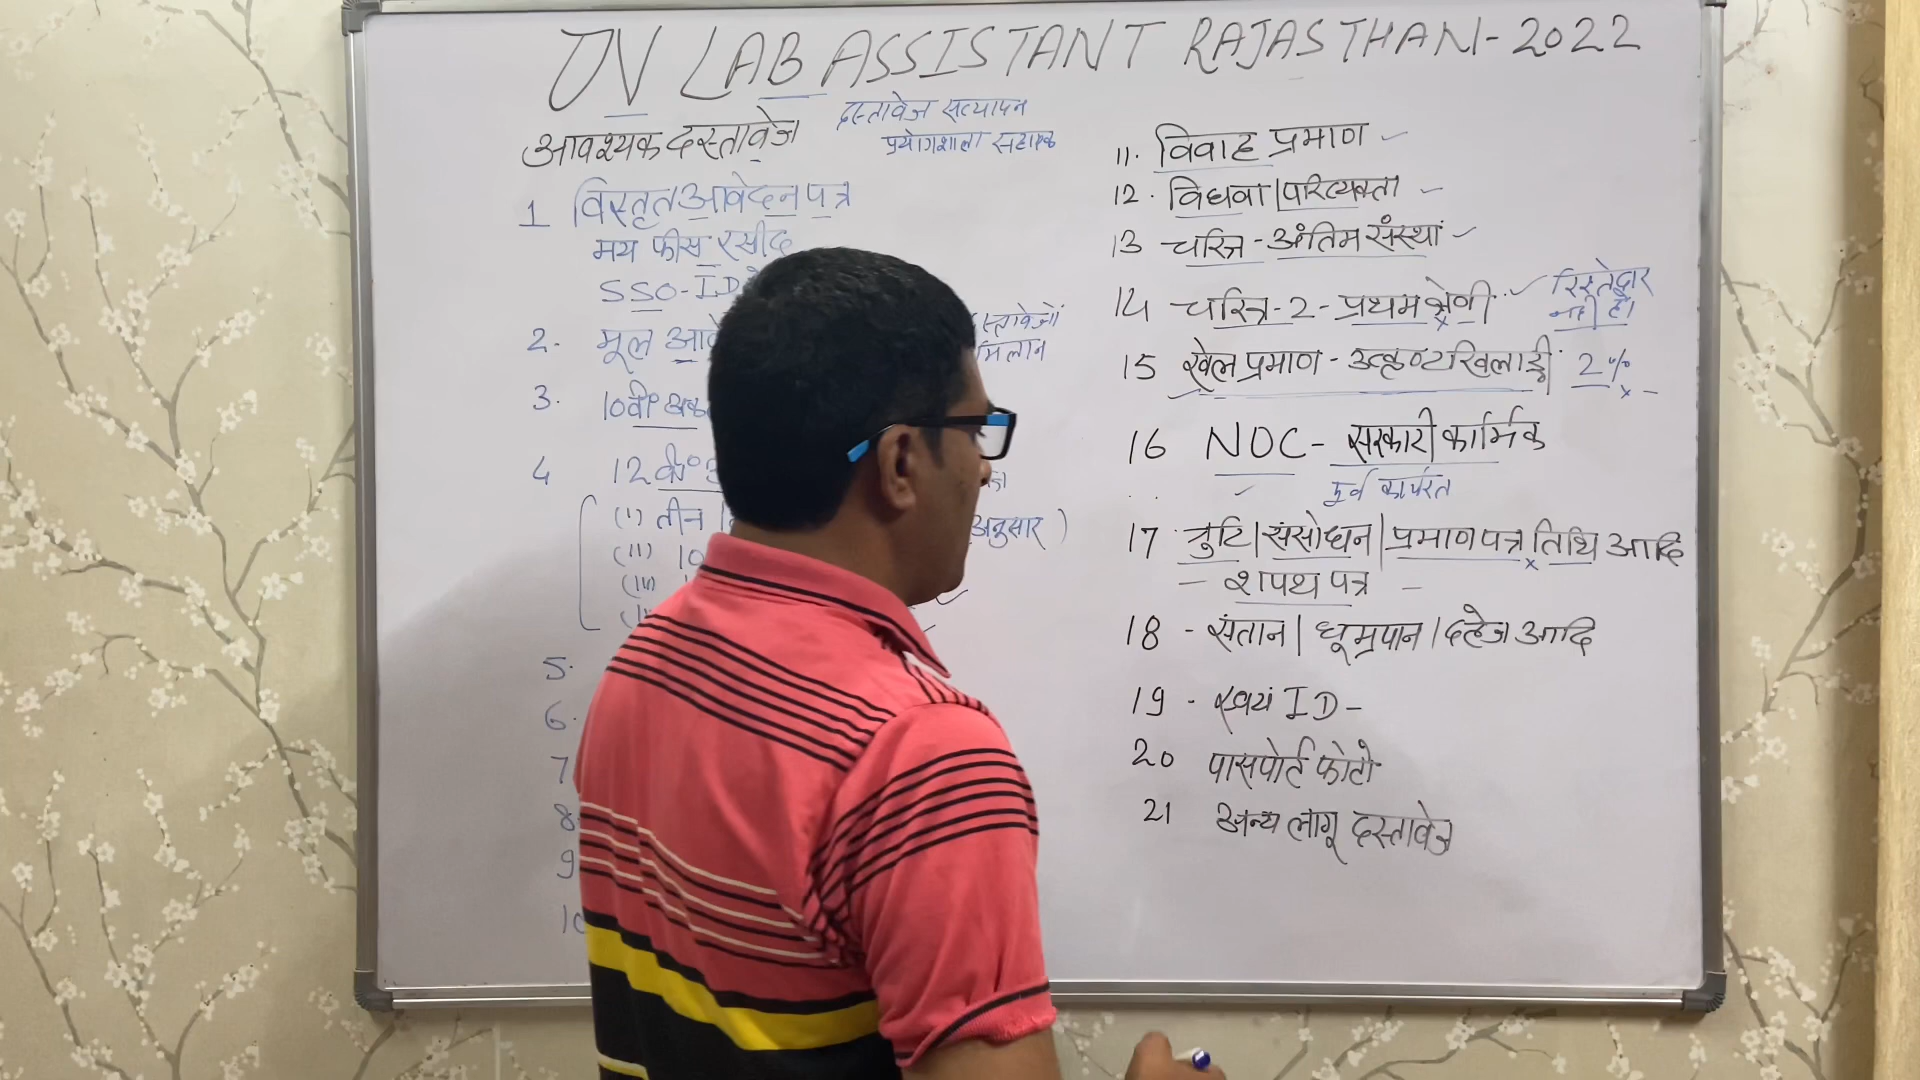 DV LAB ASSISTANT RAJASTHAN-2022
आवश्यक दस्तावेज
दस्तावेज सत्यापन
प्रयोगशाला सहायक
1 विस्तृत आवेदन पत्र
मय फीस रसीद
SSO-ID
2. मूल
मिलान
3. 10वी॰
4 12वी॰
(i) तीन
अनुसार)
(ii) 10
(iii)
5.
6.
7
8
9
11. विवाह प्रमाण
12. विधवा|परित्यक्ता
13 चरित्र - अंतिम संस्थां
14 चरित्र-2-प्रथम श्रेणी
रिस्तेदार
नही हो।
15 खेल प्रमाण - उत्कृष्ट खिलाड़ी 2%
16 NOC- सरकारी कार्मिक
पूर्व कार्यरत
17. त्रुटि|संसोधन|प्रमाण पत्र तिथि आदि
- शपथ पत्र -
18 - संतान| धूम्रपान |दहेज आदि
19 - स्वयं ID-
20 पासपोर्ट फोटो
21 अन्य लागू दस्तावेज